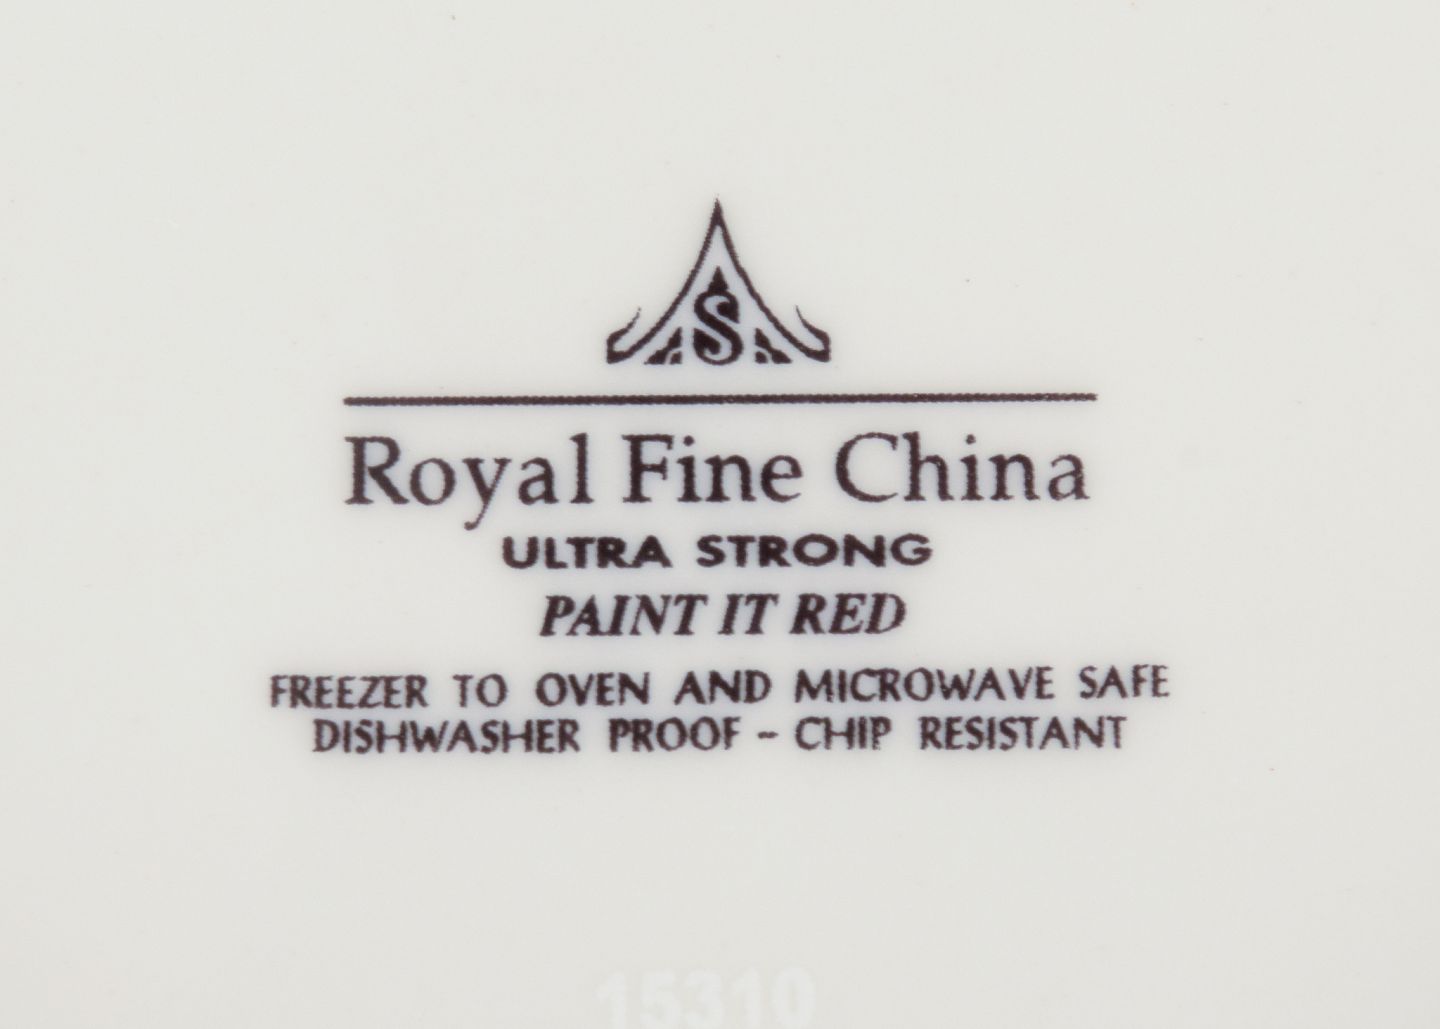 S
Royal Fine China
ULTRA STRONG
PAINT IT RED
FREEZER TO OVEN AND MICROWAVE SAFE
DISHWASHER PROOF - CHIP RESISTANT
15310